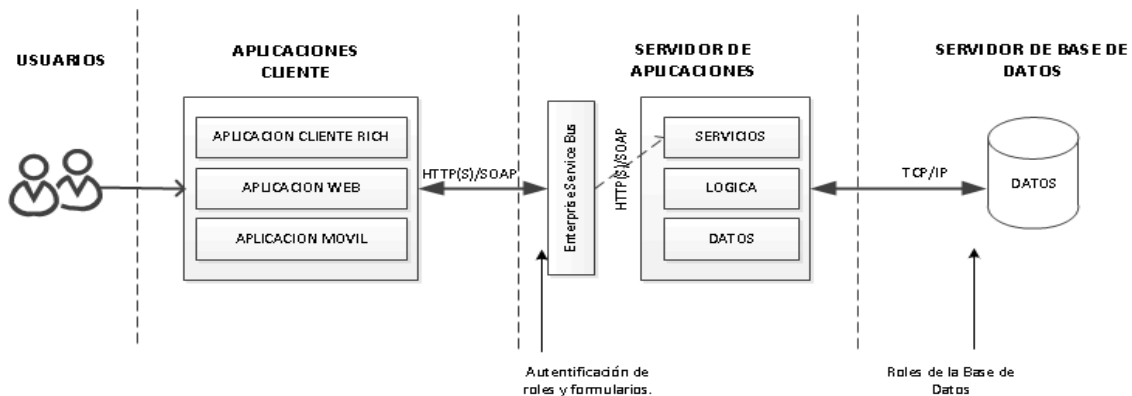 USUARIOS
APLICACIONES
CLIENTE
SERVIDOR DE
APLICACIONES
SERVIDOR DE BASE DE
DATOS
APLICACION CLIENTE RICH
APLICACION WEB
APLICACION MOVIL
HTTP(S)/SOAP
Enterprise Service Bus
HTTP(S)/SOAP
SERVICIOS
LOGICA
DATOS
TCP/IP
DATOS
Autentificación de
roles y formularios.
Roles de la Base de
Datos